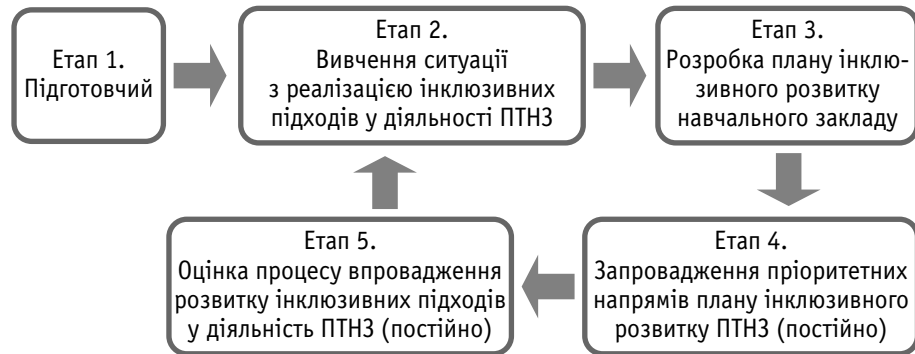 Етап 1.
Підготовчий
Етап 2.
Вивчення ситуації
з реалізацією інклюзивних
підходів у діяльності ПТНЗ
Етап 3.
Розробка плану інклю-
зивного розвитку
навчального закладу
Етап 4.
Запровадження пріоритетних
напрямів плану інклюзивного
розвитку ПТНЗ (постійно)
Етап 5.
Оцінка процесу впровадження
розвитку інклюзивних підходів
у діяльність ПТНЗ (постійно)